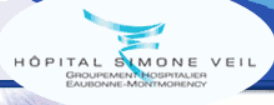 HÔPITAL SIMONE VEIL
GROUPEMENT HOSPITALIER
EAUBONNE-MONTMORENCY